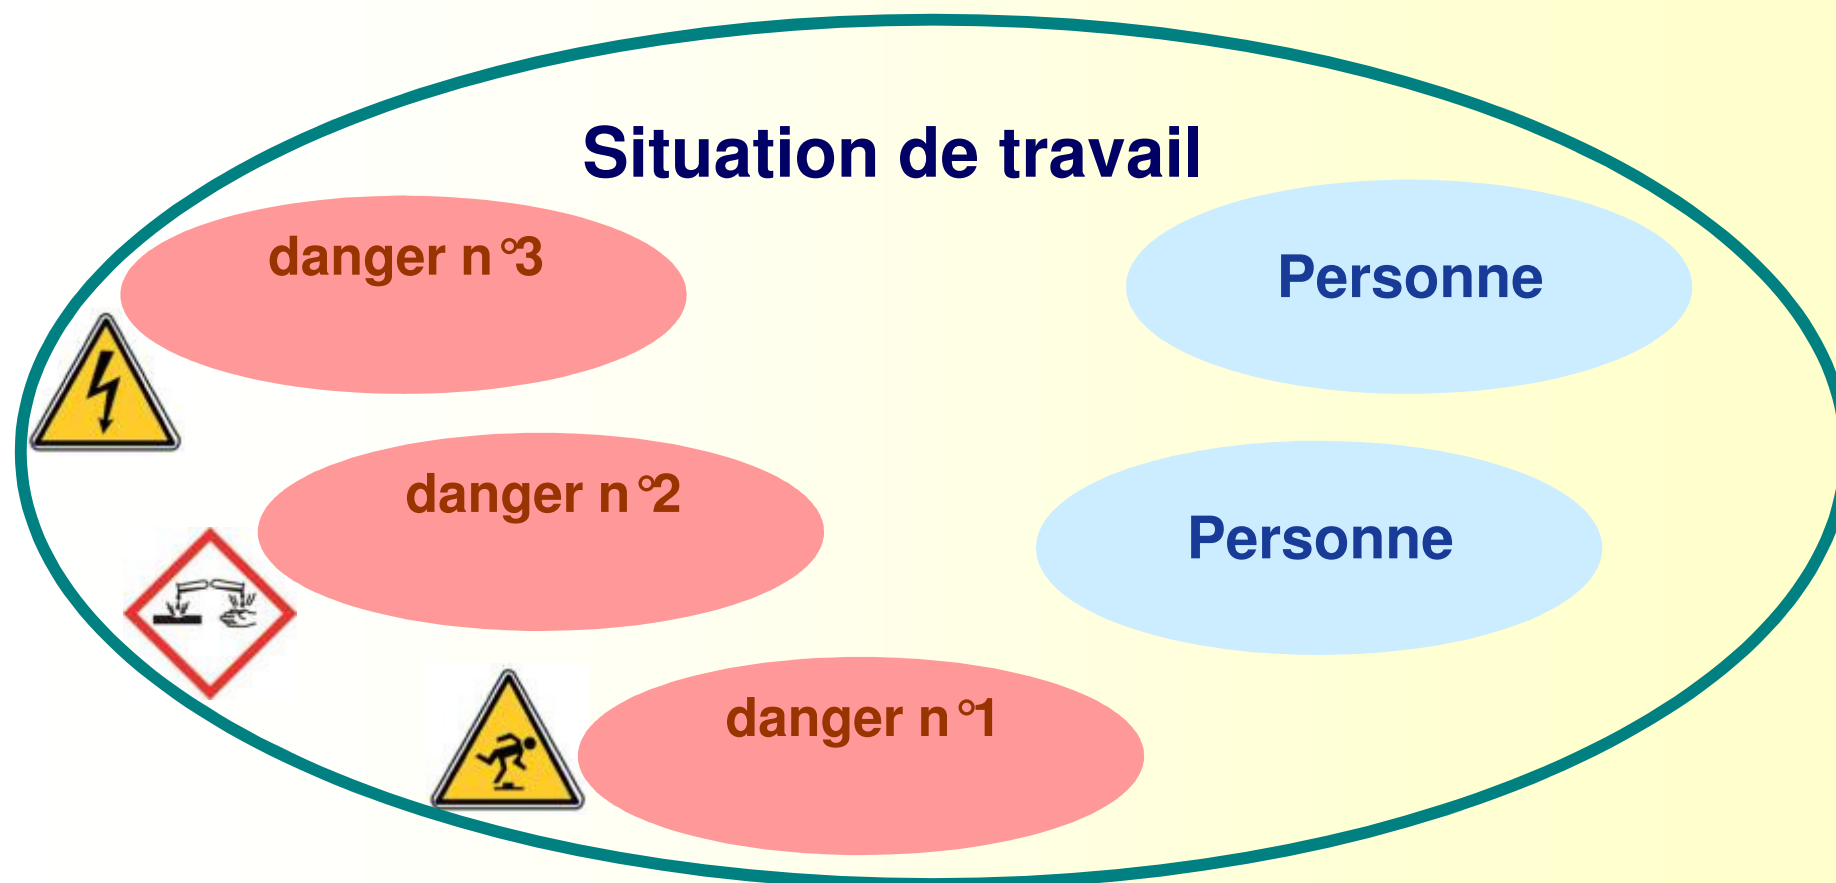 Situation de travail
danger n°3
Personne
danger n°2
Personne
danger n°1